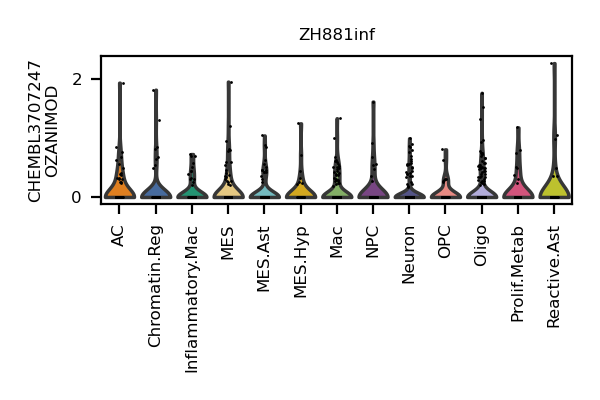 ZH881inf
CHEMBL3707247
OZANIMOD
2
0
AC
Chromatin.Reg
Inflammatory.Mac
MES
MES.Ast
MES.Hyp
Mac
NPC
Neuron
OPC
Oligo
Prolif.Metab
Reactive.Ast